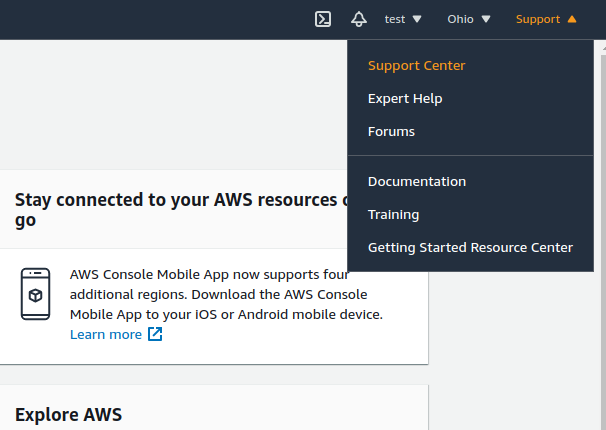 test Ohio Support
Support Center
Expert Help
Forums
Documentation
Training
Getting Started Resource Center
Stay connected to your AWS resources
go
AWS Console Mobile App now supports four
additional regions. Download the AWS Console
Mobile App to your iOS or Android mobile device.
Learn more
Explore AWS